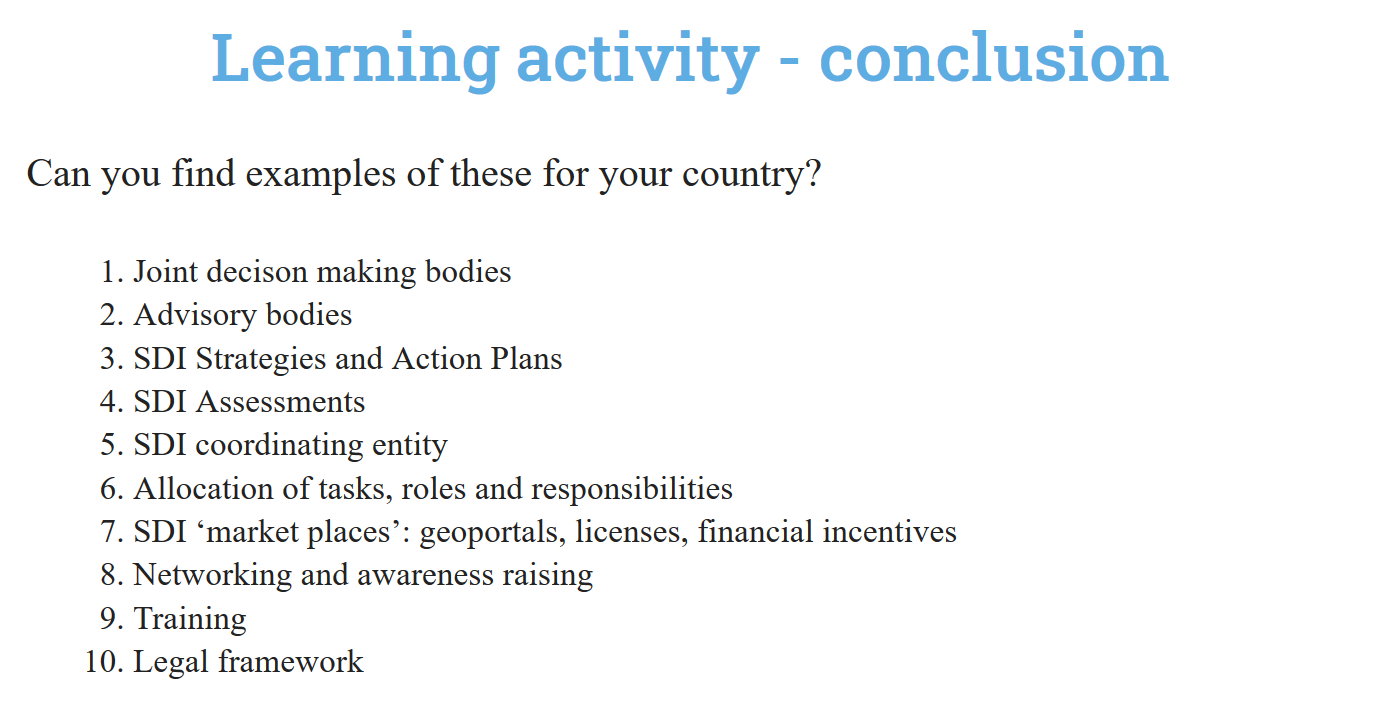 Learning activity - conclusion
Can you find examples of these for your country?
1. Joint decison making bodies
2. Advisory bodies
3. SDI Strategies and Action Plans
4. SDI Assessments
5. SDI coordinating entity
6. Allocation of tasks, roles and responsibilities
7. SDI ‘market places’: geoportals, licenses, financial incentives
8. Networking and awareness raising
9. Training
10. Legal framework